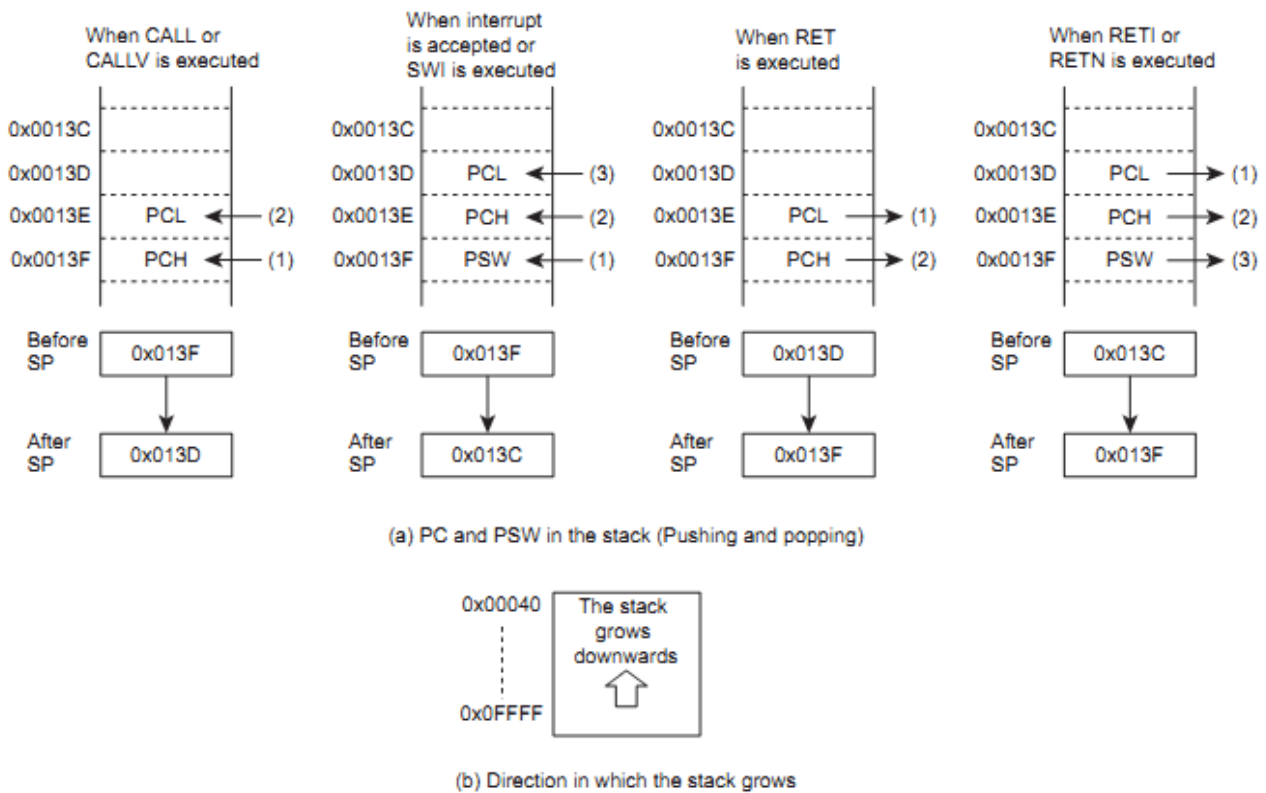 When CALL or
CALLV is executed
0x0013C
0x0013D
0x0013E PCL (2)
0x0013F PCH (1)
Before
SP
0x013F
After
SP
0x013D
When interrupt
is accepted or
SWI is executed
0x0013C
0x0013D PCL (3)
0x0013E PCH (2)
0x0013F PSW (1)
Before
SP
0x013F
After
SP
0x013C
When RET
is executed
0x0013C
0x0013D
0x0013E PCL (1)
0x0013F PCH (2)
Before
SP
0x013D
After
SP
0x013F
When RETI or
RETN is executed
0x0013C
0x0013D PCL (1)
0x0013E PCH (2)
0x0013F PSW (3)
Before
SP
0x013C
After
SP
0x013F
(a) PC and PSW in the stack (Pushing and popping)
0x00040
0x0FFFF
The stack
grows
downwards
(b) Direction in which the stack grows